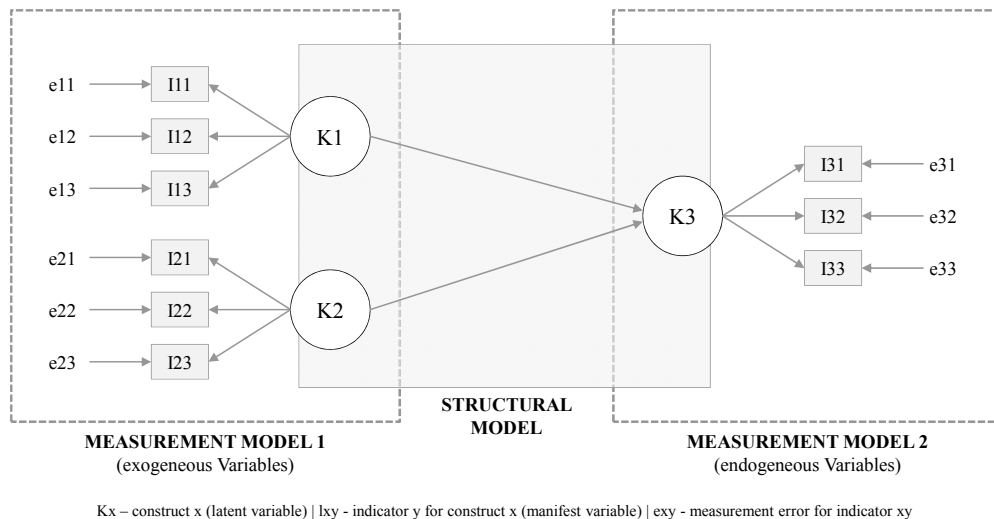 e11
I11
e12
I12
e13
I13
K1
e21
I21
e22
I22
e23
I23
K2
K3
I31
e31
I32
e32
I33
e33
STRUCTURAL
MODEL
MEASUREMENT MODEL 1
(exogeneous Variables)
MEASUREMENT MODEL 2
(endogeneous Variables)
Kx – construct x (latent variable) | lxy - indicator y for construct x (manifest variable) | exy - measurement error for indicator xy